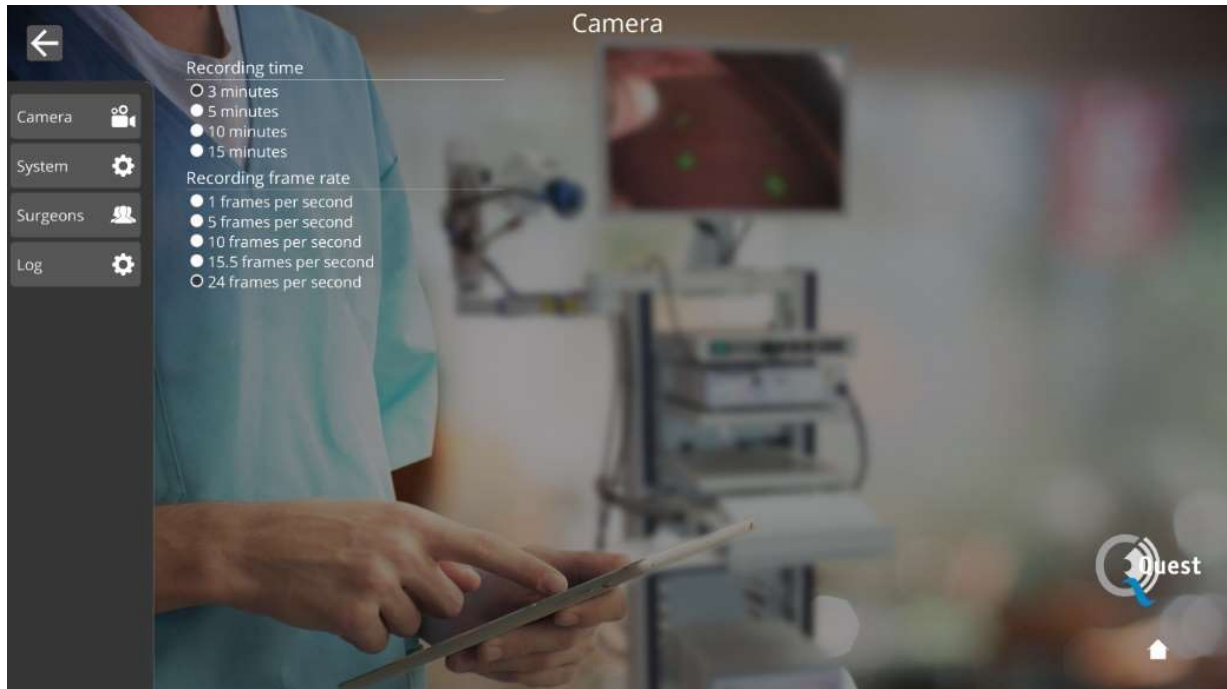 Camera
Recording time
3 minutes
5 minutes
10 minutes
15 minutes
Recording frame rate
1 frames per second
5 frames per second
10 frames per second
15.5 frames per second
24 frames per second
Camera
System
Surgeons
Log
Quest